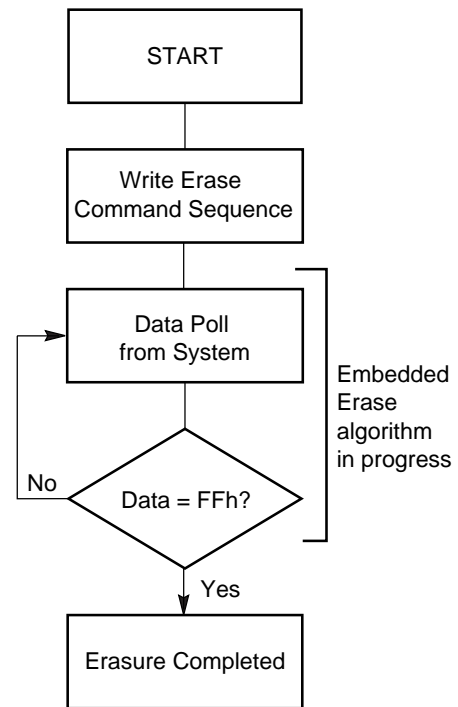 START
Write Erase
Command Sequence
Data Poll
from System
Embedded
Erase
algorithm
in progress
No
Data = FFh?
Yes
Erasure Completed